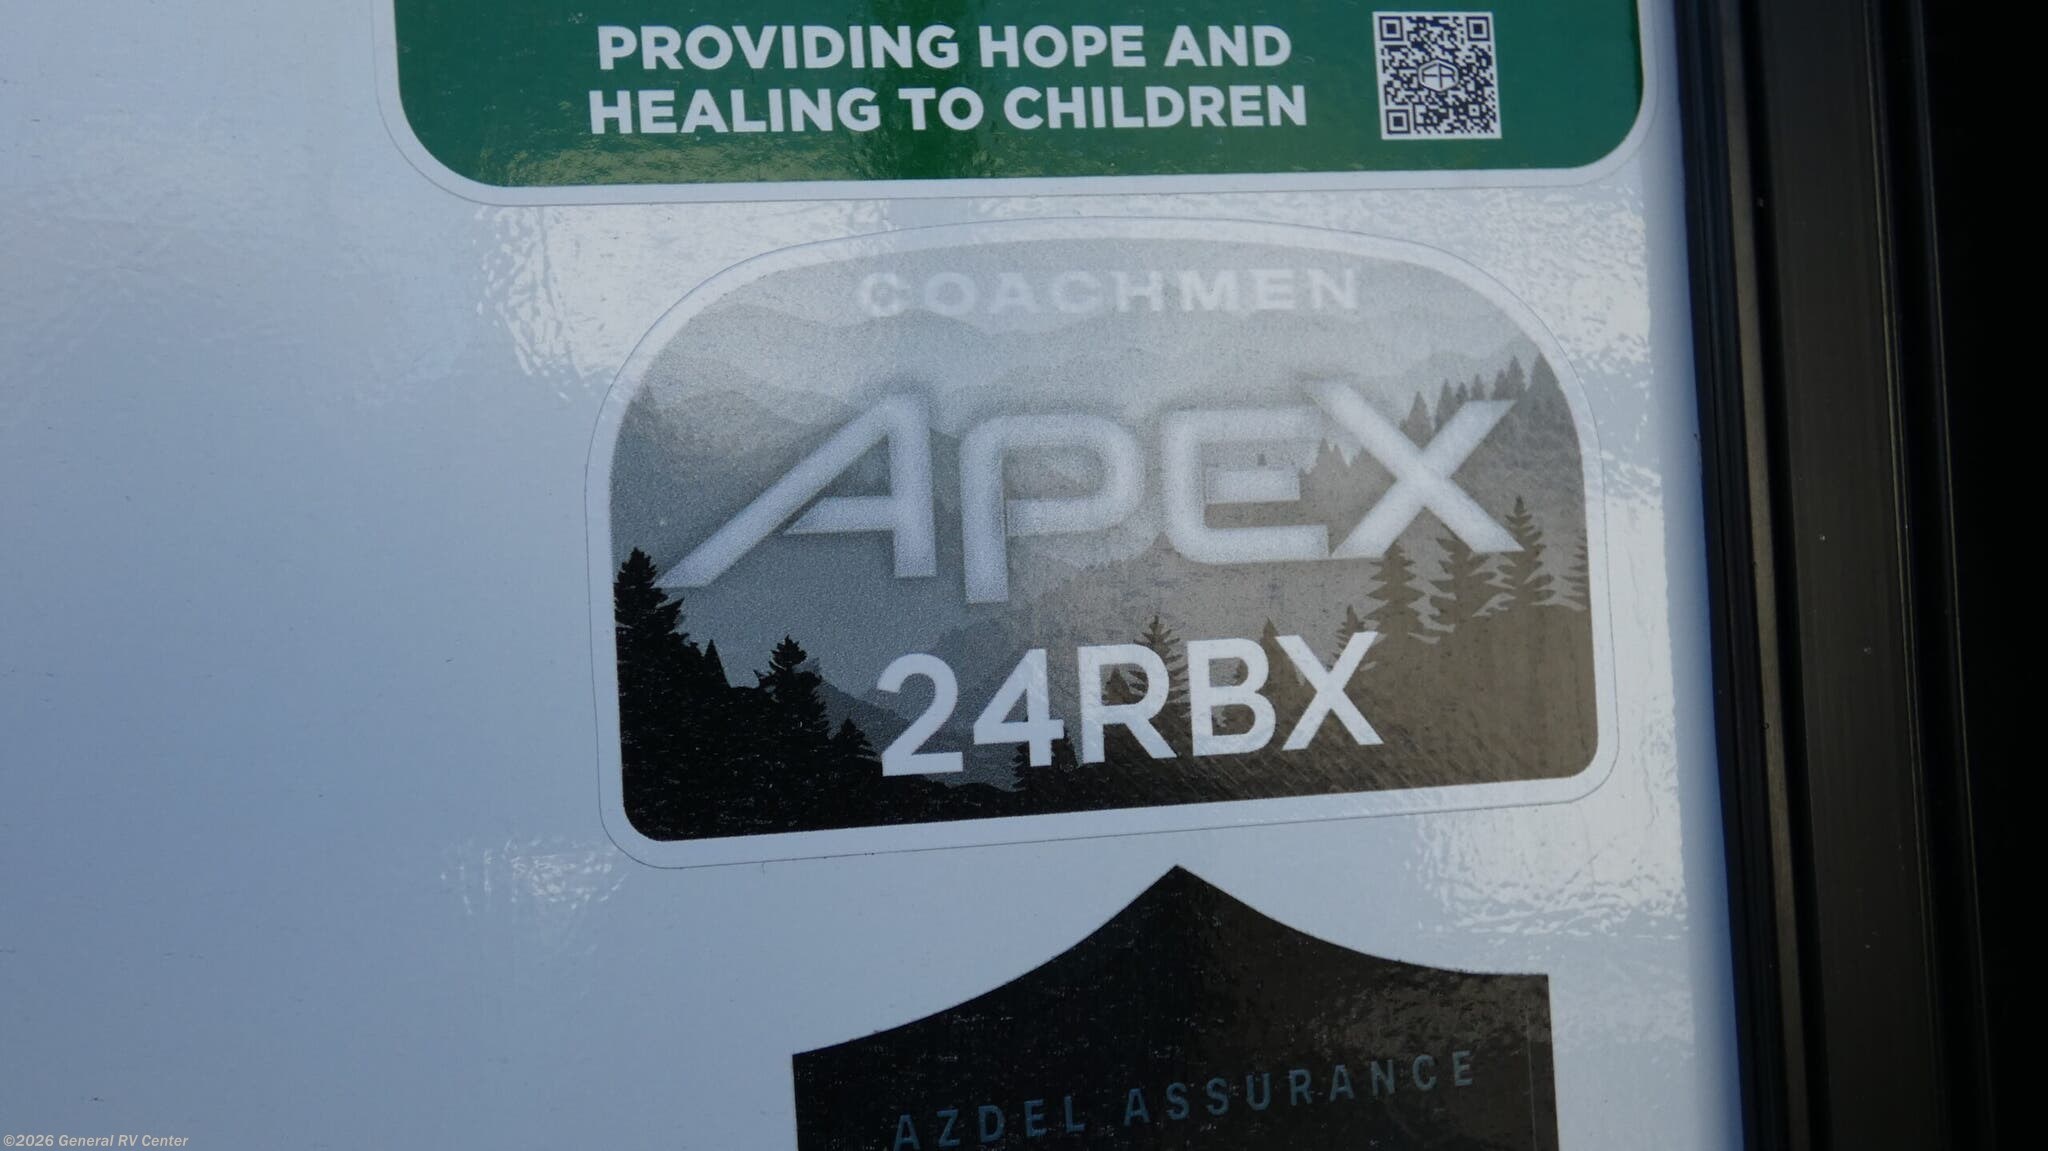 PROVIDING HOPE AND
HEALING TO CHILDREN
COACHMEN
APEX
24RBX
AZDEL ASSURANCE
©2026 General RV Center